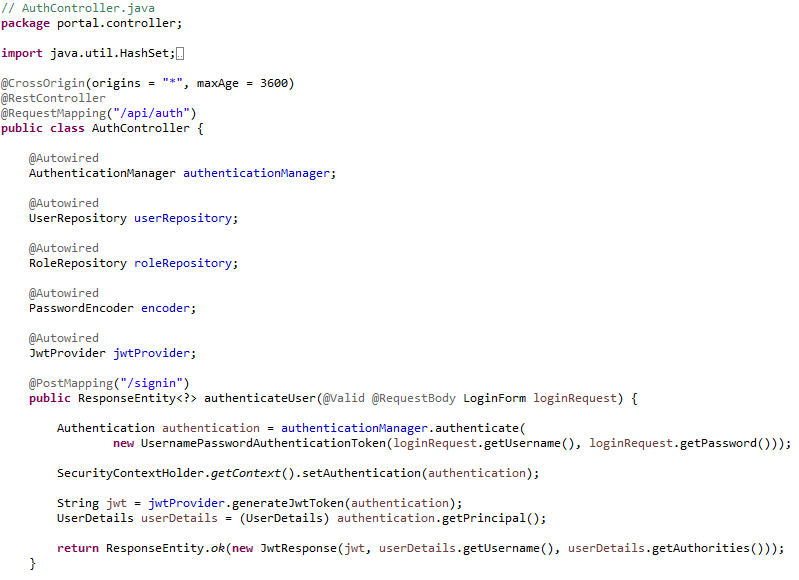 // AuthController.java
package portal.controller;

import java.util.HashSet;

@CrossOrigin(origins = "*", maxAge = 3600)
@RestController
@RequestMapping("/api/auth")
public class AuthController {

    @Autowired
    AuthenticationManager authenticationManager;

    @Autowired
    UserRepository userRepository;

    @Autowired
    RoleRepository roleRepository;

    @Autowired
    PasswordEncoder encoder;

    @Autowired
    JwtProvider jwtProvider;

    @PostMapping("/signin")
    public ResponseEntity<?> authenticateUser(@Valid @RequestBody LoginForm loginRequest) {

        Authentication authentication = authenticationManager.authenticate(
                new UsernamePasswordAuthenticationToken(loginRequest.getUsername(), loginRequest.getPassword()));

        SecurityContextHolder.getContext().setAuthentication(authentication);

        String jwt = jwtProvider.generateJwtToken(authentication);
        UserDetails userDetails = (UserDetails) authentication.getPrincipal();

        return ResponseEntity.ok(new JwtResponse(jwt, userDetails.getUsername(), userDetails.getAuthorities()));
    }